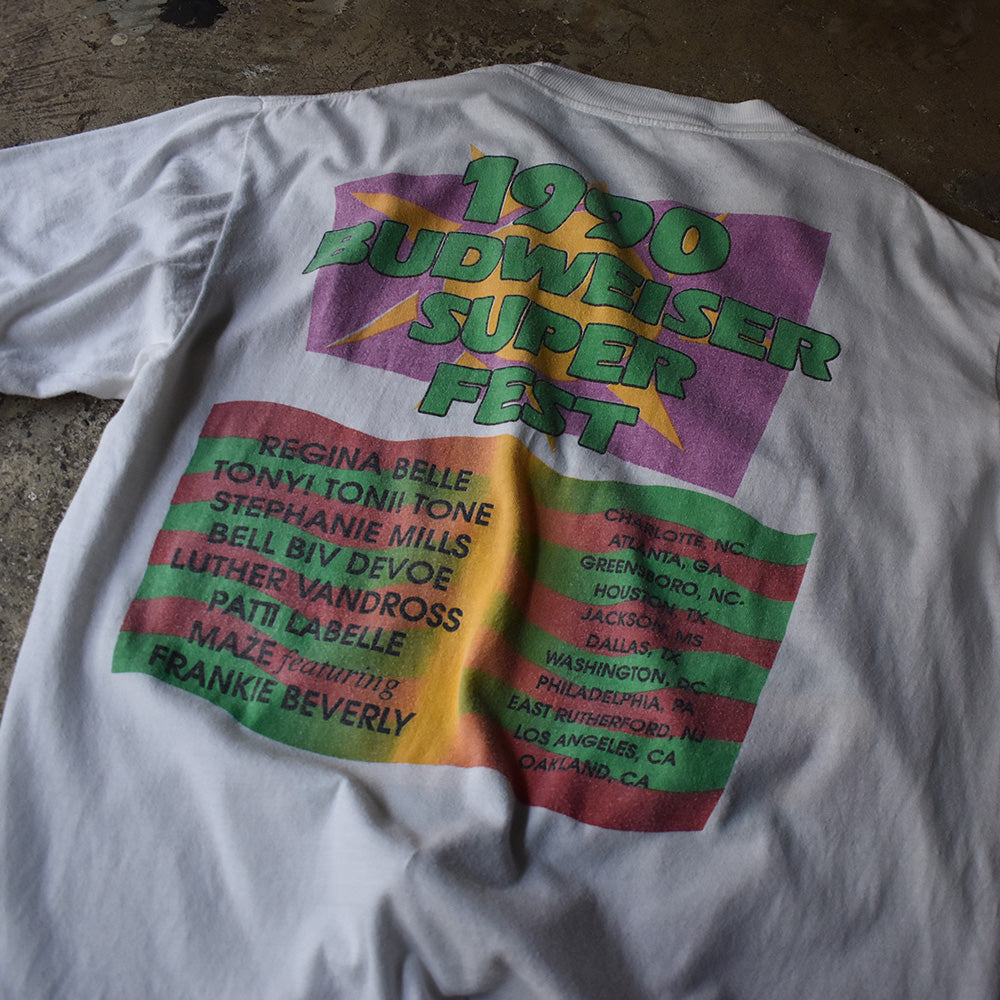 1990
BUDWEISER
SUPER
FEST
REGINA BELLE
TONY! TONI! TONE
STEPHANIE MILLS
BELL BIV DEVOE
LUTHER VANDROSS
PATTI LABELLE
MAZE featuring
FRANKIE BEVERLY
CHARLOTTE, NC
ATLANTA, GA
GREENSBORO, NC.
HOUSTON, TX
JACKSON, MS
DALLAS, TX
WASHINGTON, DC
PHILADELPHIA, PA
EAST RUTHERFORD, NJ
LOS ANGELES, CA
OAKLAND, CA